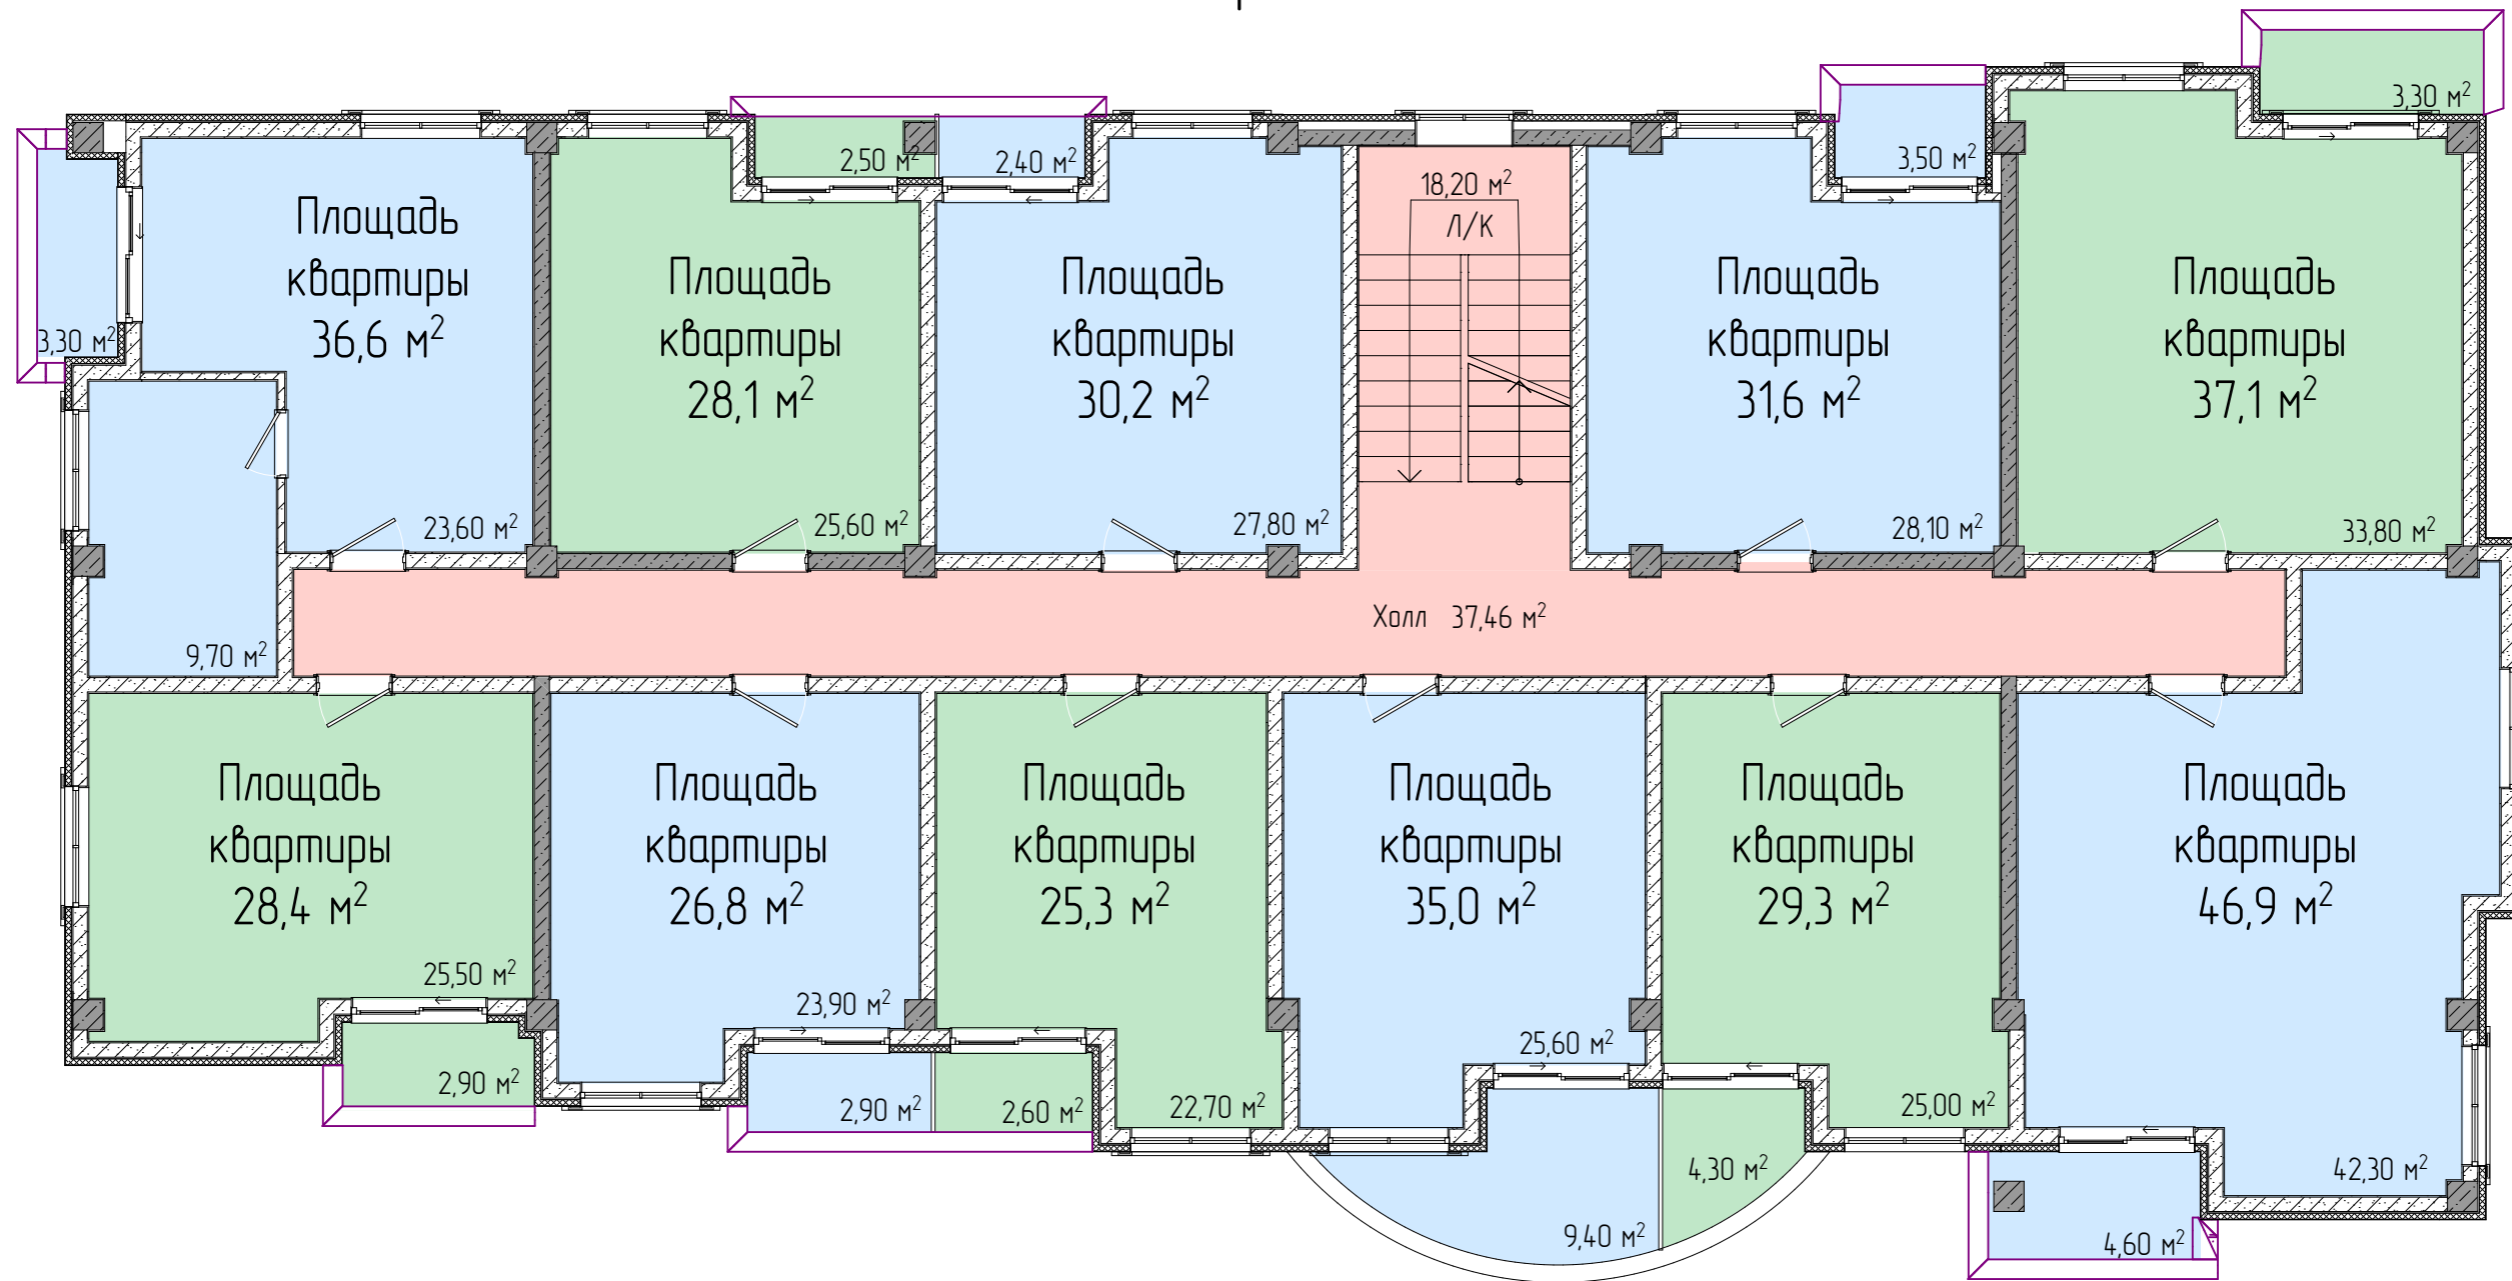 3,30 м²
2,50 м²
2,40 м²
3,50 м²
18,20 м²
Л/К
Площадь
квартиры
36,6 м²
3,30 м²
23,60 м²
9,70 м²
Площадь
квартиры
28,1 м²
25,60 м²
Площадь
квартиры
30,2 м²
27,80 м²
Площадь
квартиры
31,6 м²
28,10 м²
Площадь
квартиры
37,1 м²
33,80 м²
Холл 37,46 м²
Площадь
квартиры
28,4 м²
25,50 м²
2,90 м²
Площадь
квартиры
26,8 м²
23,90 м²
2,90 м²
Площадь
квартиры
25,3 м²
22,70 м²
2,60 м²
Площадь
квартиры
35,0 м²
25,60 м²
9,40 м²
Площадь
квартиры
29,3 м²
25,00 м²
4,30 м²
Площадь
квартиры
46,9 м²
42,30 м²
4,60 м²